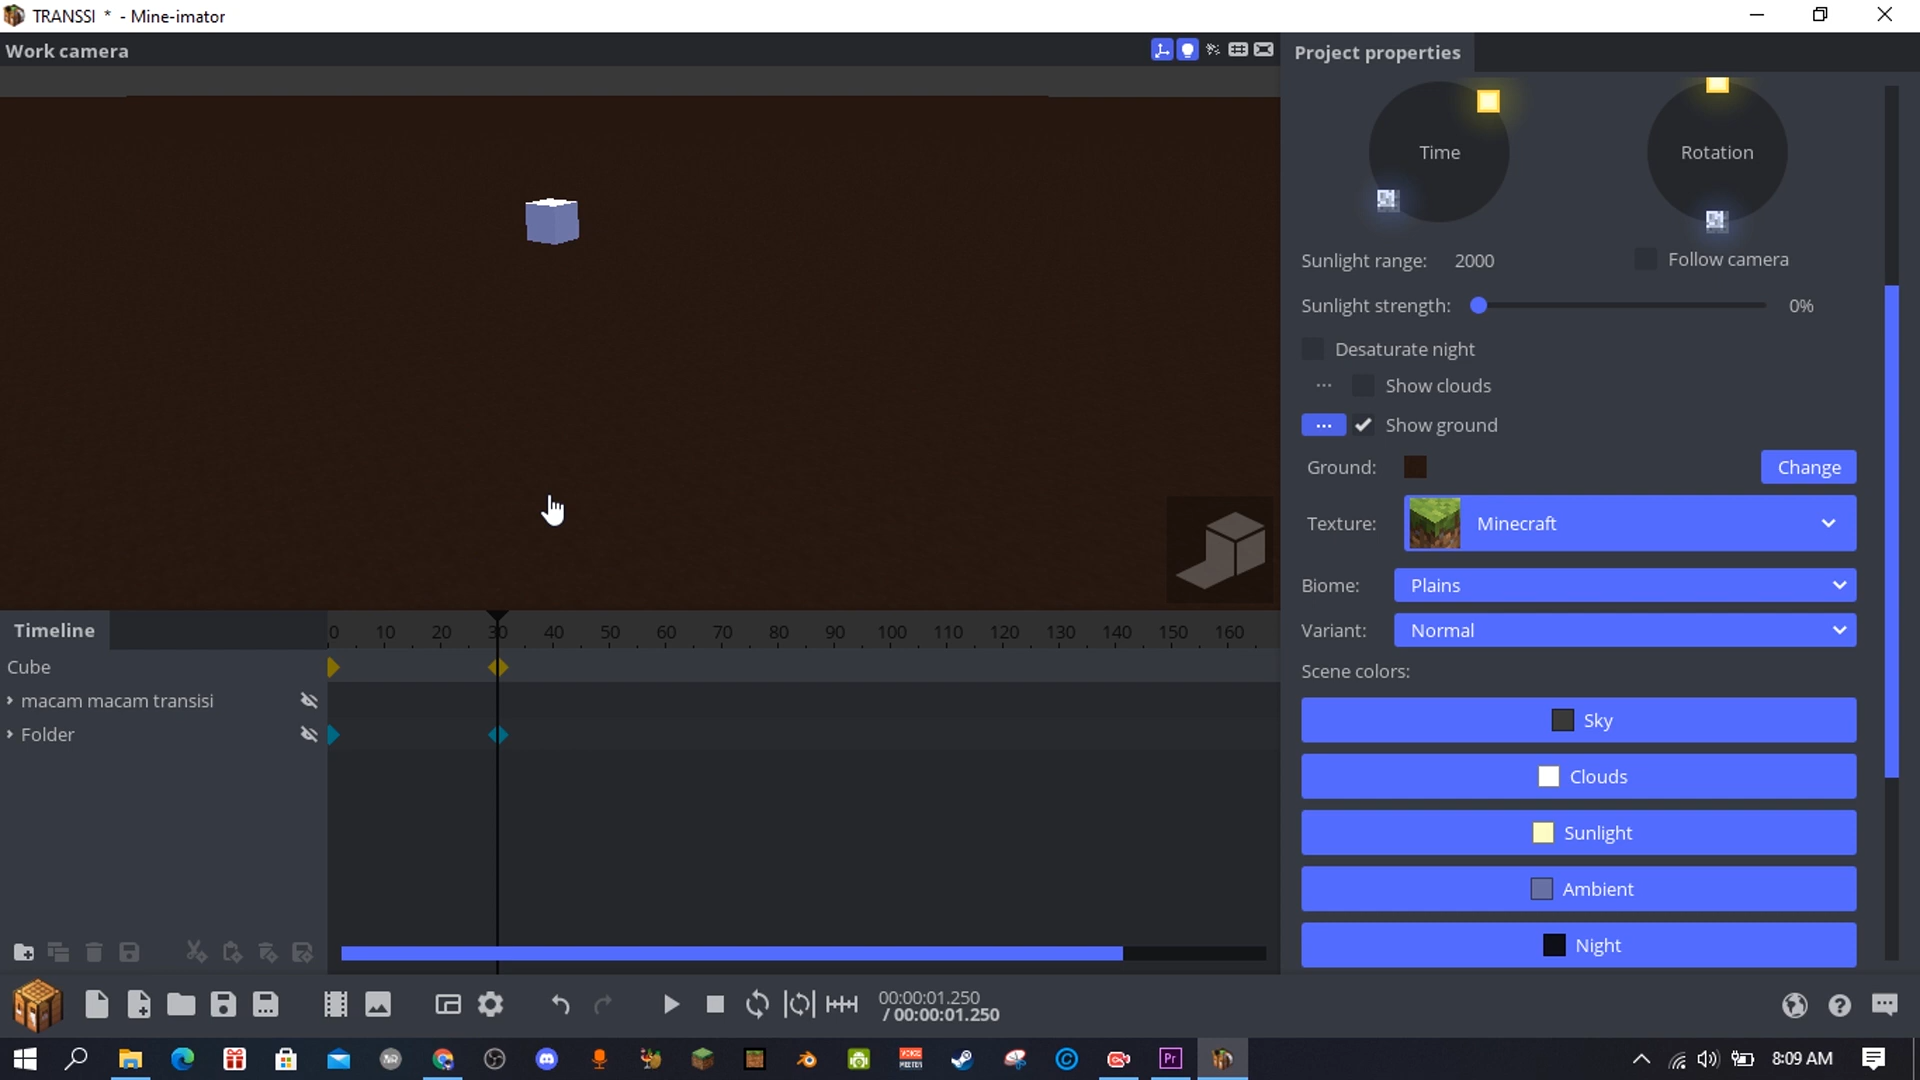 TRANSSI * - Mine-imator
Work camera
Project properties
Time
Rotation
Sunlight range: 2000
Follow camera
Sunlight strength: 0%
Desaturate night
... Show clouds
... Show ground
Ground: Change
Texture: Minecraft
Biome: Plains
Variant: Normal
Scene colors:
Sky
Clouds
Sunlight
Ambient
Night
Timeline
0 10 20 30 40 50 60 70 80 90 100 110 120 130 140 150 160
Cube
macam macam transisi
Folder
00:00:01.250
/ 00:00:01.250
Pr
8:09 AM